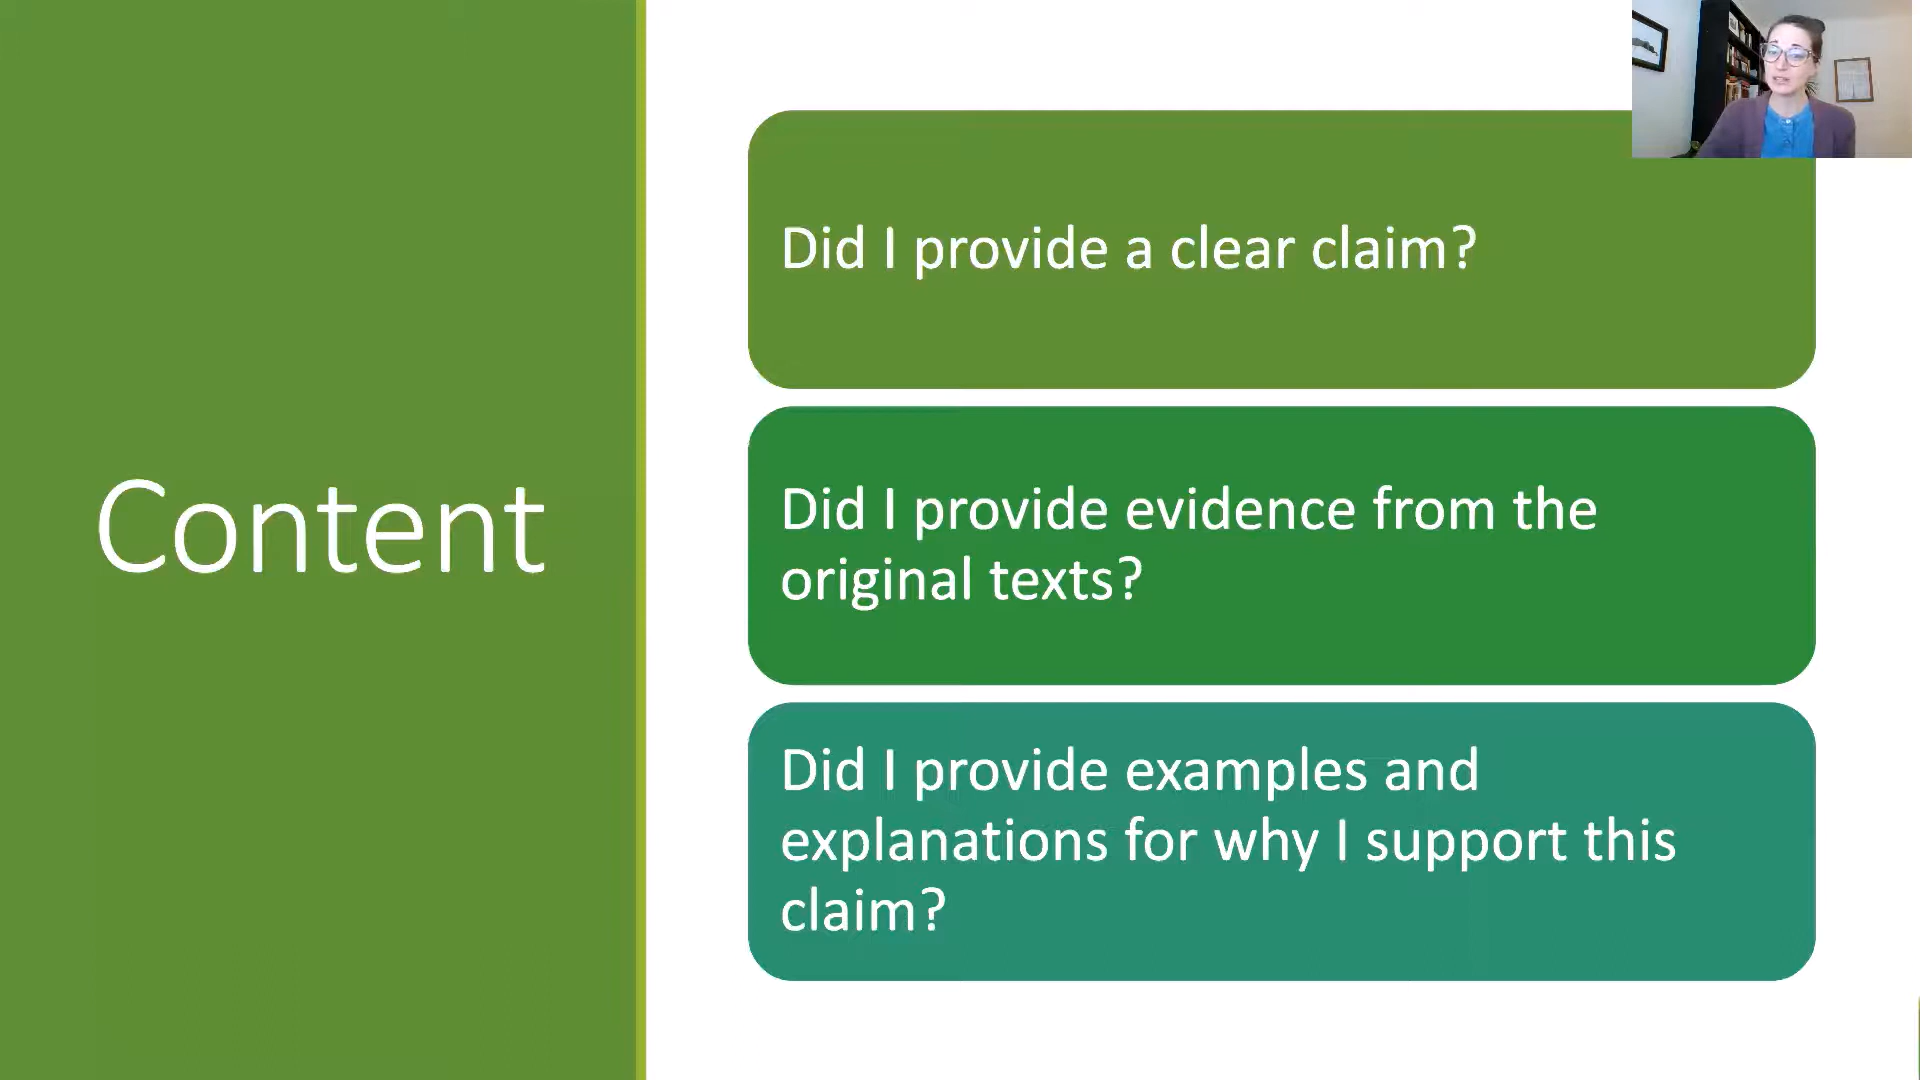 Content
Did I provide a clear claim?
Did I provide evidence from the
original texts?
Did I provide examples and
explanations for why I support this
claim?